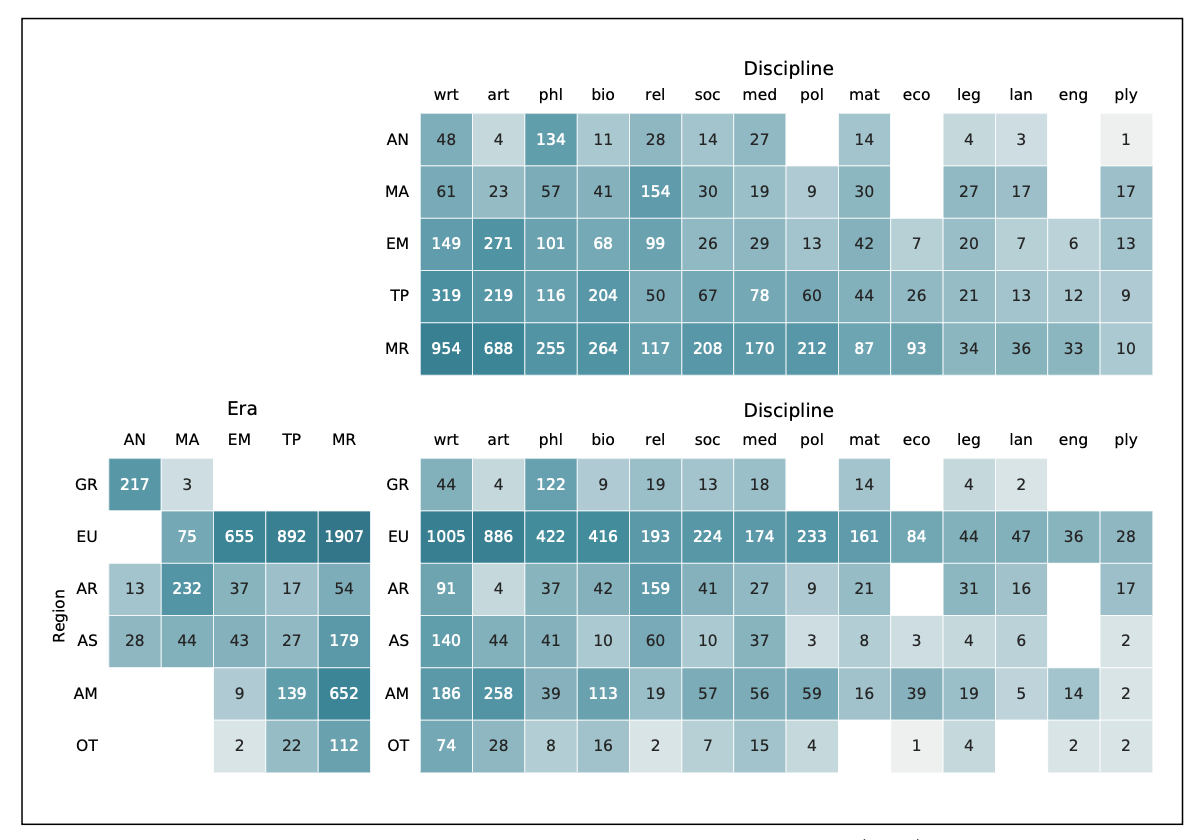 Discipline
wrt art phl bio rel soc med pol mat eco leg lan eng ply
AN 48 4 134 11 28 14 27 14 4 3 1
MA 61 23 57 41 154 30 19 9 30 27 17 17
EM 149 271 101 68 99 26 29 13 42 7 20 7 6 13
TP 319 219 116 204 50 67 78 60 44 26 21 13 12 9
MR 954 688 255 264 117 208 170 212 87 93 34 36 33 10
Era
AN MA EM TP MR
Region
GR 217 3
EU 75 655 892 1907
AR 13 232 37 17 54
AS 28 44 43 27 179
AM 9 139 652
OT 2 22 112
Discipline
wrt art phl bio rel soc med pol mat eco leg lan eng ply
GR 44 4 122 9 19 13 18 14 4 2
EU 1005 886 422 416 193 224 174 233 161 84 44 47 36 28
AR 91 4 37 42 159 41 27 9 21 31 16 17
AS 140 44 41 10 60 10 37 3 8 3 4 6 2
AM 186 258 39 113 19 57 56 59 16 39 19 5 14 2
OT 74 28 8 16 2 7 15 4 1 4 2 2